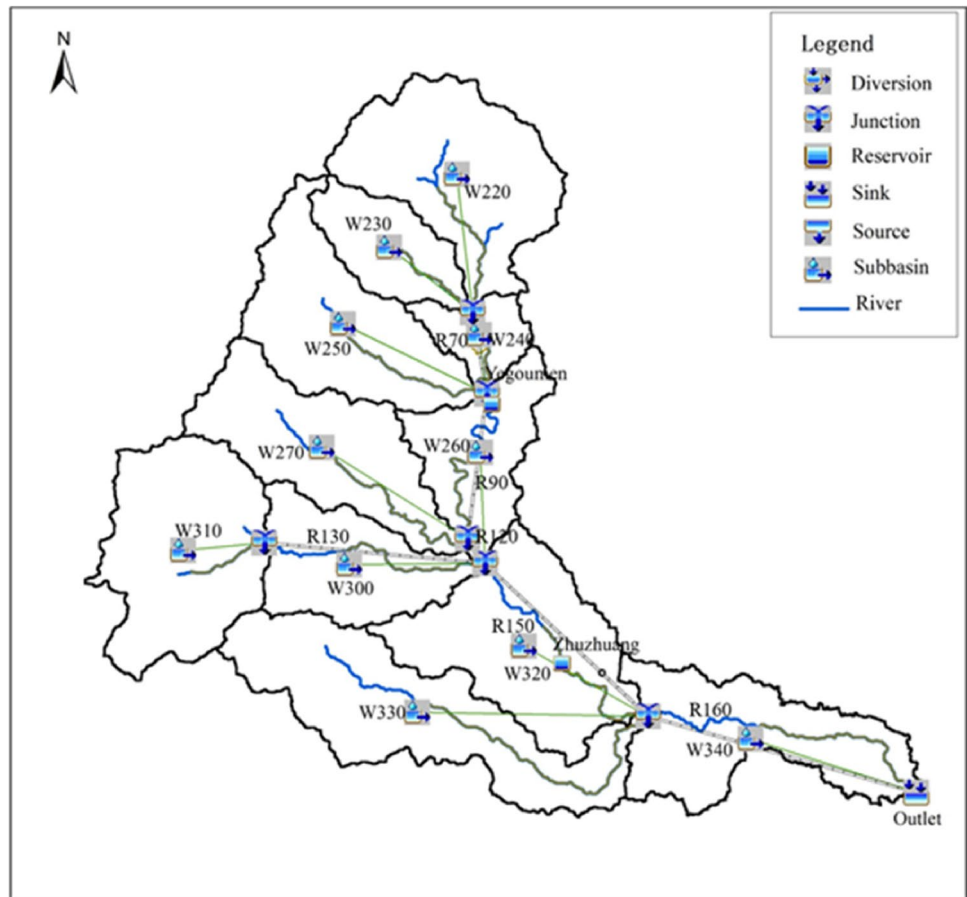 N
Legend
Diversion
Junction
Reservoir
Sink
Source
Subbasin
River
W220
W230
R70
W240
W250
Yegoumen
W260
W270
R90
W310
R130
R120
W300
R150
Zhuzhuang
W320
W330
R160
W340
Outlet